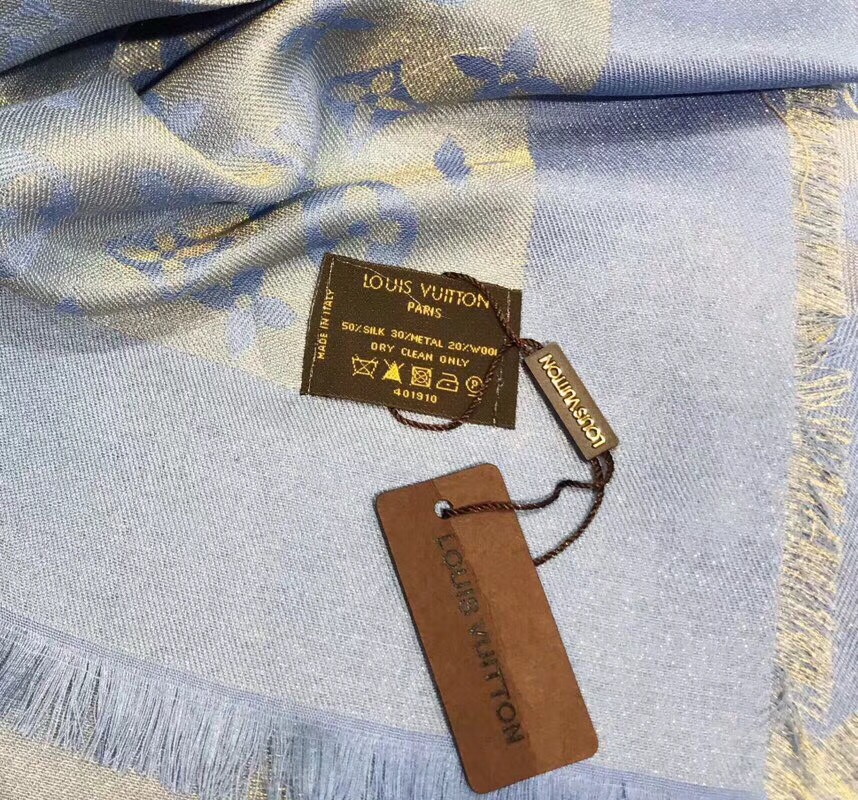 LOUIS VUITTON
PARIS
MADE IN ITALY
50%SILK 30%METAL 20%WOOL
DRY CLEAN ONLY
P
401910
LOUIS VUITTON
LOUIS VUITTON